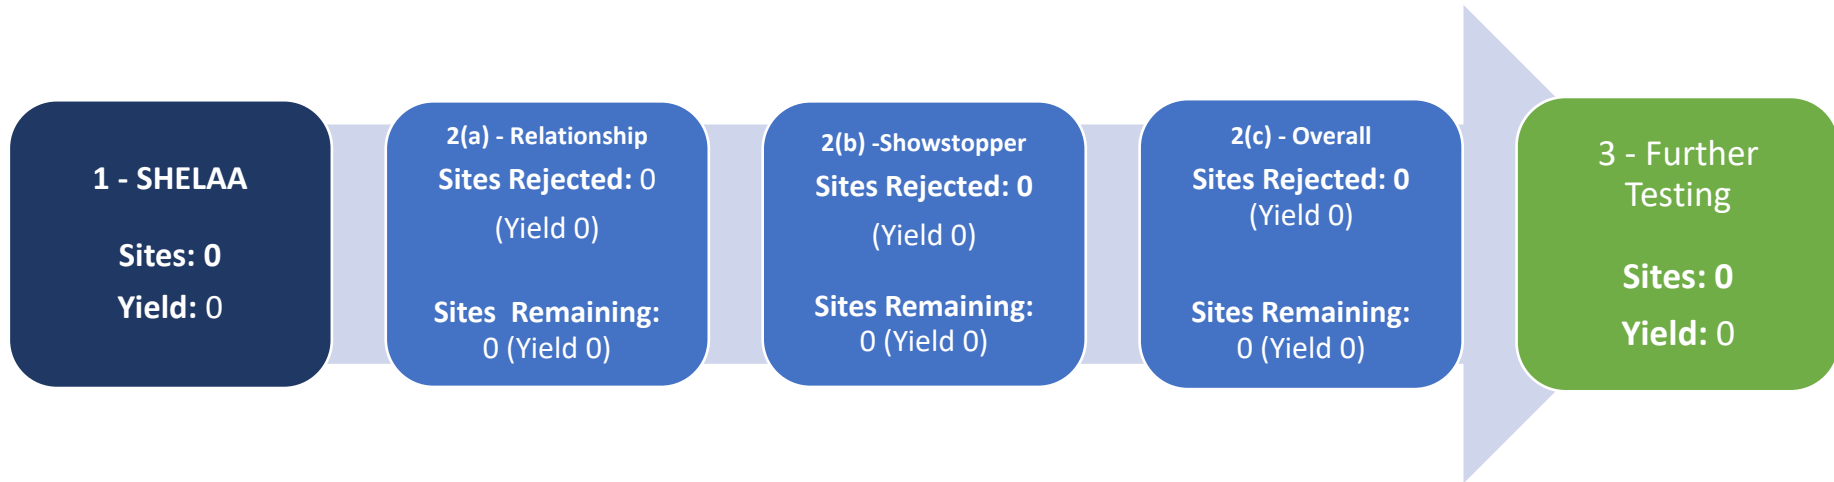 1 - SHELAA
Sites: 0
Yield: 0
2(a) - Relationship
Sites Rejected: 0
(Yield 0)
Sites  Remaining:
0 (Yield 0)
2(b) -Showstopper
Sites Rejected: 0
(Yield 0)
Sites Remaining:
0 (Yield 0)
2(c) - Overall
Sites Rejected: 0
(Yield 0)
Sites Remaining:
0 (Yield 0)
3 - Further
Testing
Sites: 0
Yield: 0